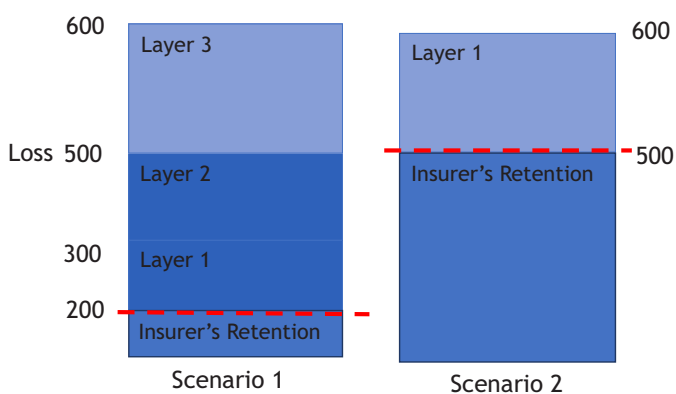 600
Layer 3
Loss 500
Layer 2
300
Layer 1
200
Insurer's Retention
Scenario 1
600
Layer 1
500
Insurer's Retention
Scenario 2